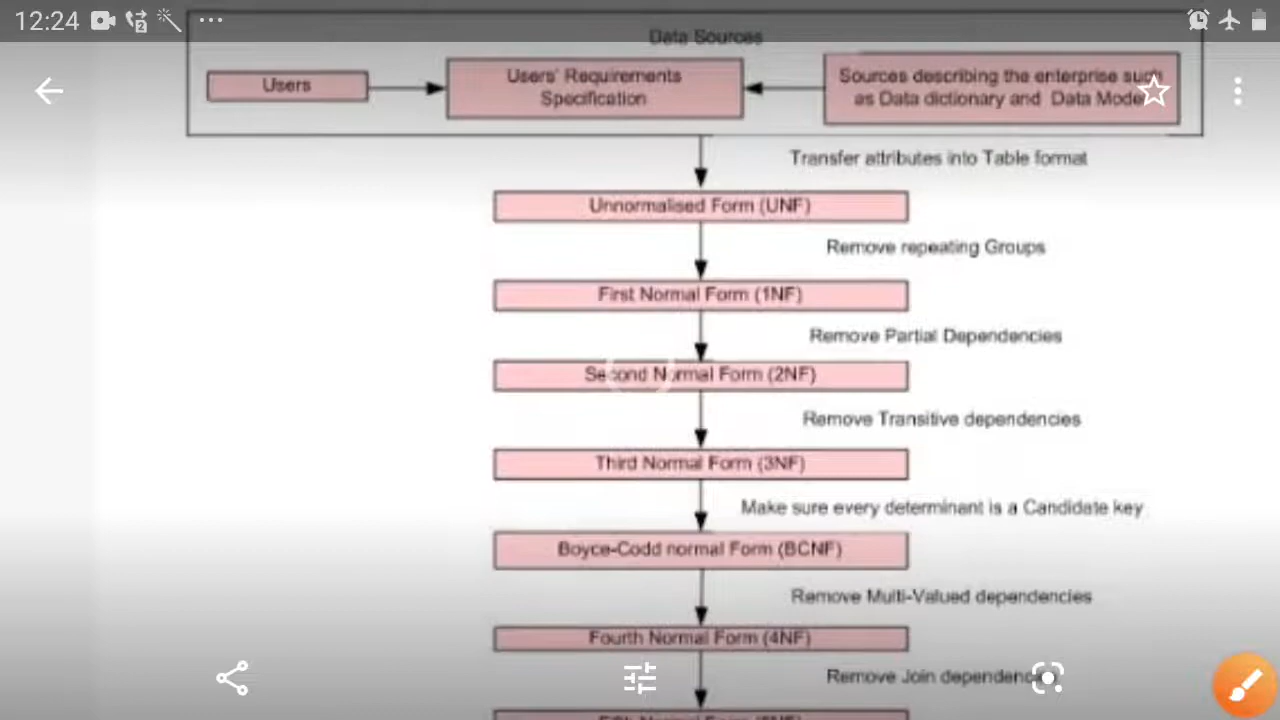 12:24
Data Sources
Users
Users' Requirements
Specification
Sources describing the enterprise such
as Data dictionary and Data Model
Transfer attributes into Table format
Unnormalised Form (UNF)
Remove repeating Groups
First Normal Form (1NF)
Remove Partial Dependencies
Second Normal Form (2NF)
Remove Transitive dependencies
Third Normal Form (3NF)
Make sure every determinant is a Candidate key
Boyce-Codd normal Form (BCNF)
Remove Multi-Valued dependencies
Fourth Normal Form (4NF)
Remove Join